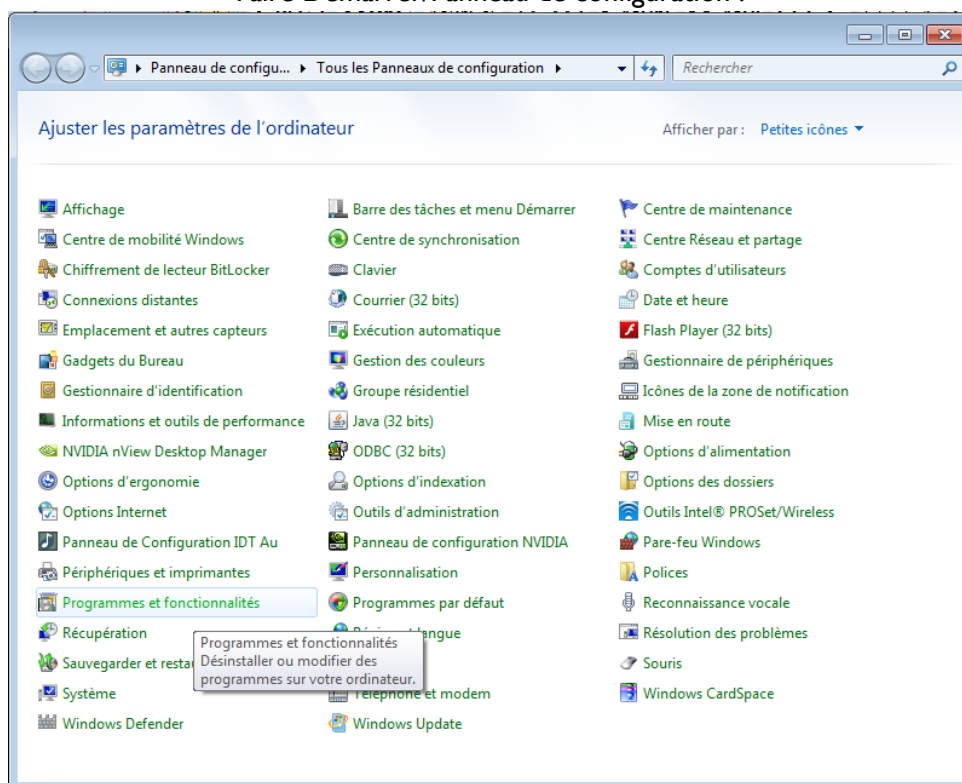 Panneau de configu... Tous les Panneaux de configuration Rechercher
Ajuster les paramètres de l'ordinateur Afficher par : Petites icônes
Affichage Barre des tâches et menu Démarrer Centre de maintenance
Centre de mobilité Windows Centre de synchronisation Centre Réseau et partage
Chiffrement de lecteur BitLocker Clavier Comptes d'utilisateurs
Connexions distantes Courrier (32 bits) Date et heure
Emplacement et autres capteurs Exécution automatique Flash Player (32 bits)
Gadgets du Bureau Gestion des couleurs Gestionnaire de périphériques
Gestionnaire d'identification Groupe résidentiel Icônes de la zone de notification
Informations et outils de performance Java (32 bits) Mise en route
NVIDIA nView Desktop Manager ODBC (32 bits) Options d'alimentation
Options d'ergonomie Options d'indexation Options des dossiers
Options Internet Outils d'administration Outils Intel® PROSet/Wireless
Panneau de Configuration IDT Au Panneau de configuration NVIDIA Pare-feu Windows
Périphériques et imprimantes Personnalisation Polices
Programmes et fonctionnalités Programmes par défaut Reconnaissance vocale
Récupération Résolution des problèmes
Programmes et fonctionnalités
Désinstaller ou modifier des
programmes sur votre ordinateur.
Sauvegarder et resta Souris
Système Téléphone et modem Windows CardSpace
Windows Defender Windows Update